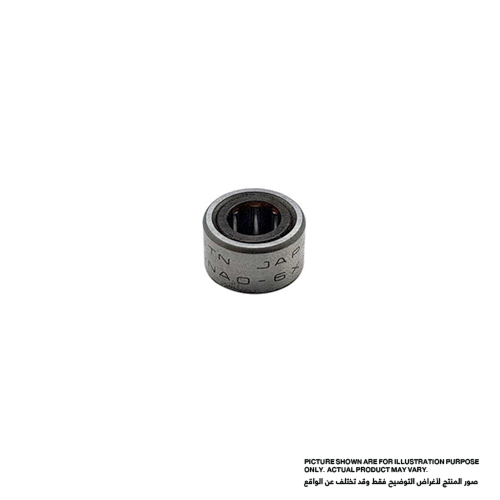 TN JAP
NAO-6X
PICTURE ARE FOR ILLUSTRATION PURPOSE
ONLY. ACTUAL PRODUCT MAY VARY.
صور المنتج لأغراض التوضيح فقط وقد تختلف عن الواقع